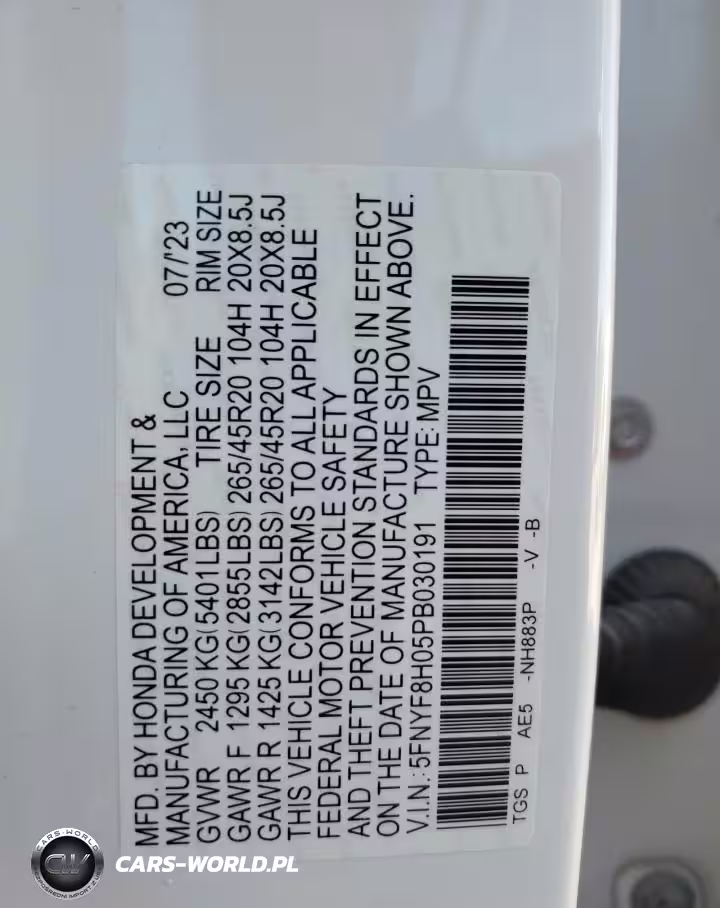 MFD. BY HONDA DEVELOPMENT &
MANUFACTURING OF AMERICA, LLC 07/'23
GVWR 2450 KG(5401LBS) TIRE SIZE RIM SIZE
GAWR F 1295 KG(2855LBS) 265/45R20 104H 20X8.5J
GAWR R 1425 KG(3142LBS) 265/45R20 104H 20X8.5J
THIS VEHICLE CONFORMS TO ALL APPLICABLE
FEDERAL MOTOR VEHICLE SAFETY
AND THEFT PREVENTION STANDARDS IN EFFECT
ON THE DATE OF MANUFACTURE SHOWN ABOVE.
V.I.N.: 5FNYF8H05PB030191 TYPE: MPV
TGS P AE5 -NH883P -V -B
CARS-WORLD
CW
CARS-WORLD.PL